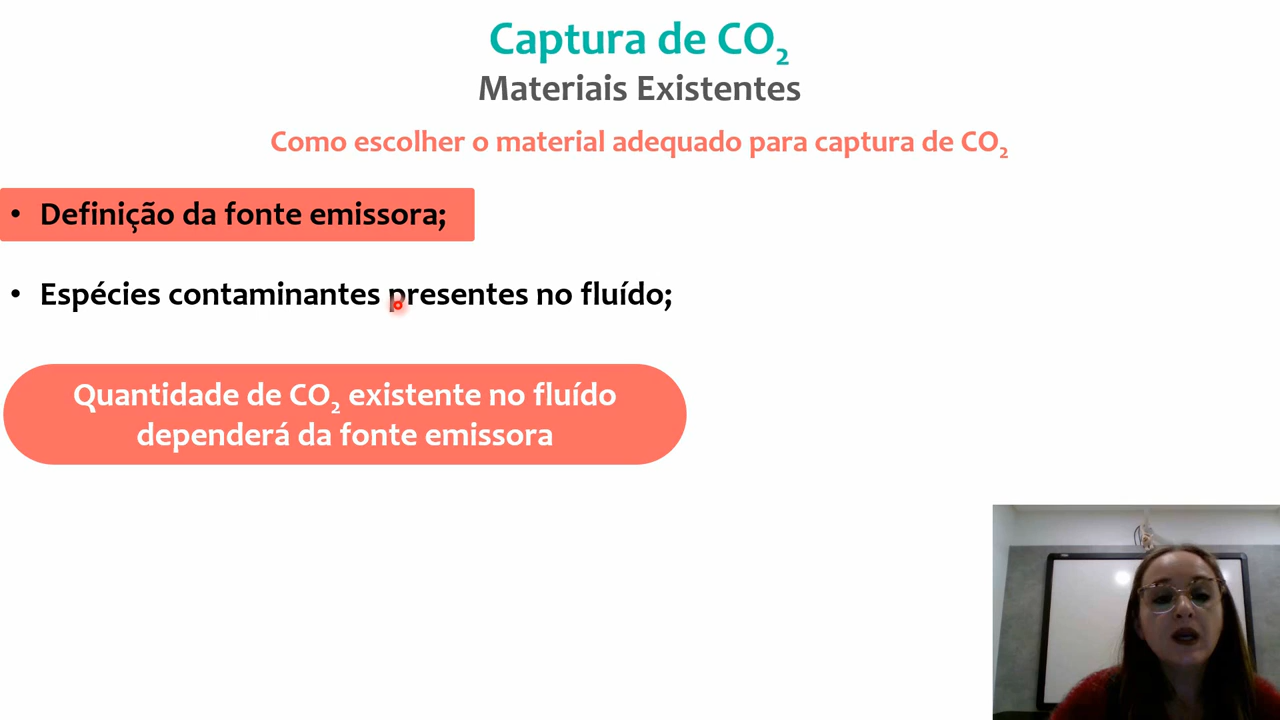 Captura de CO₂
Materiais Existentes
Como escolher o material adequado para captura de CO₂
• Definição da fonte emissora;
• Espécies contaminantes presentes no fluído;
Quantidade de CO₂ existente no fluído
dependerá da fonte emissora